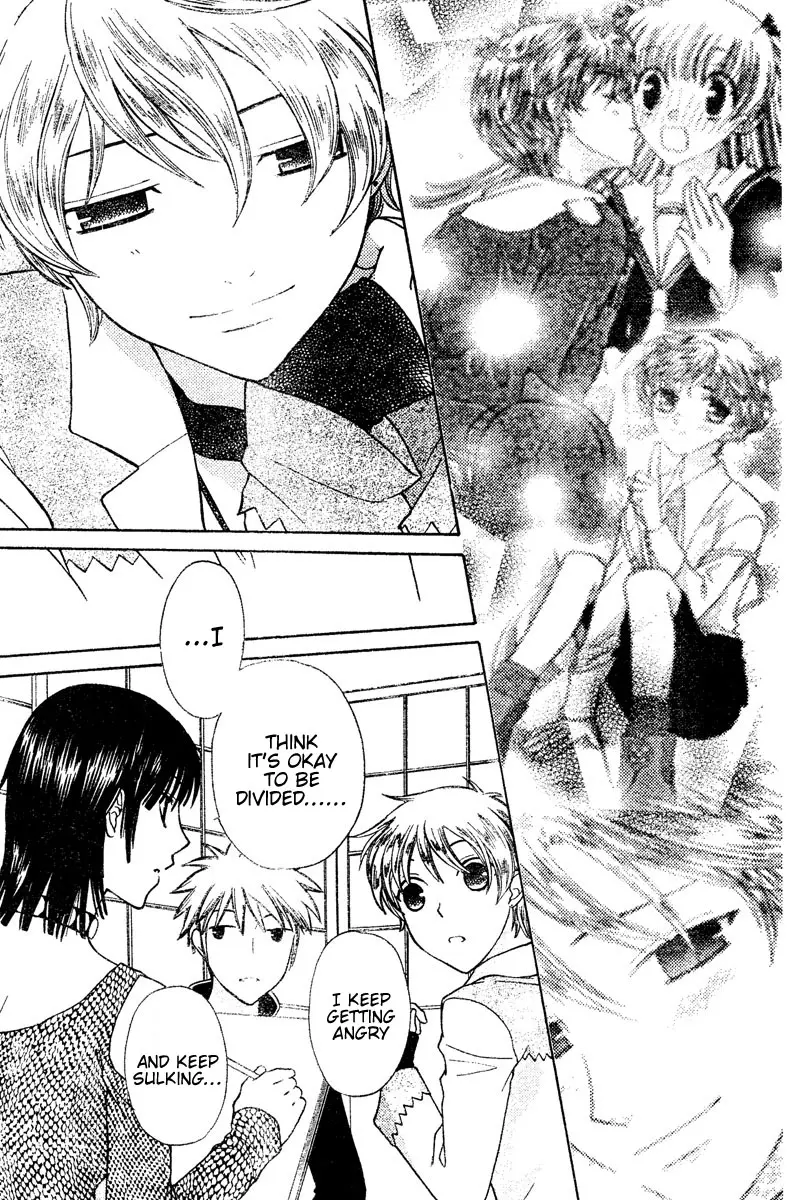 ...I
THINK
IT'S OKAY
TO BE
DIVIDED......
I KEEP
GETTING
ANGRY
AND KEEP
SULKING...